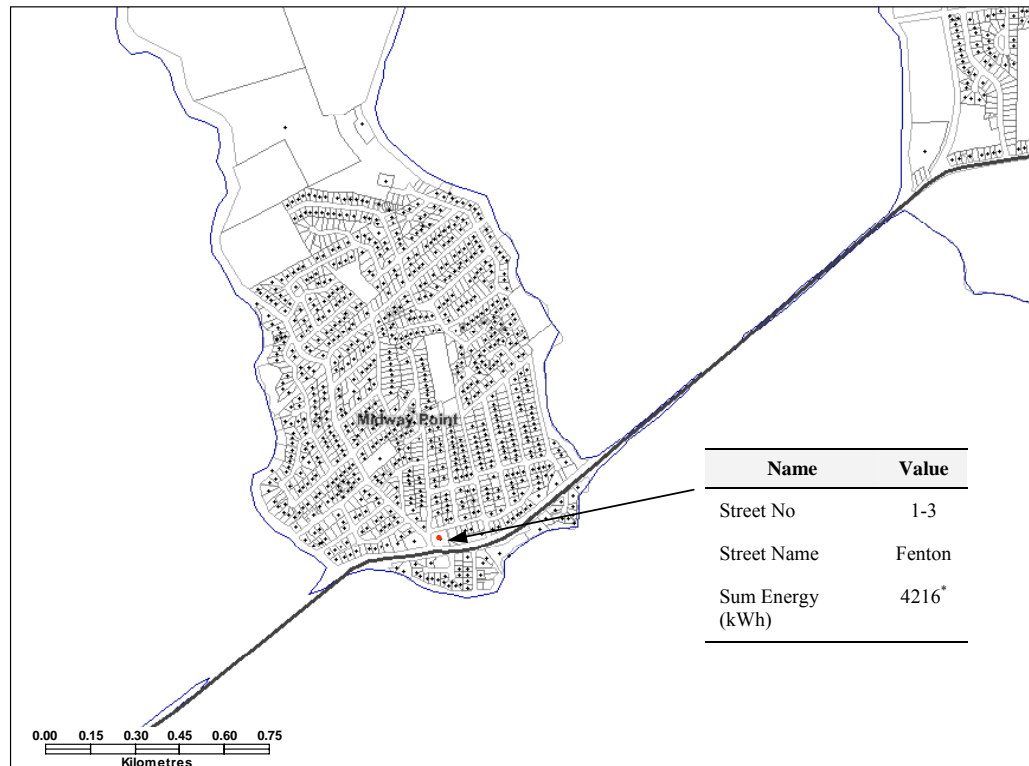 Midway Point
Name Value
Street No 1-3
Street Name Fenton
Sum Energy 4216*
(kWh)
0.00 0.15 0.30 0.45 0.60 0.75
Kilometres